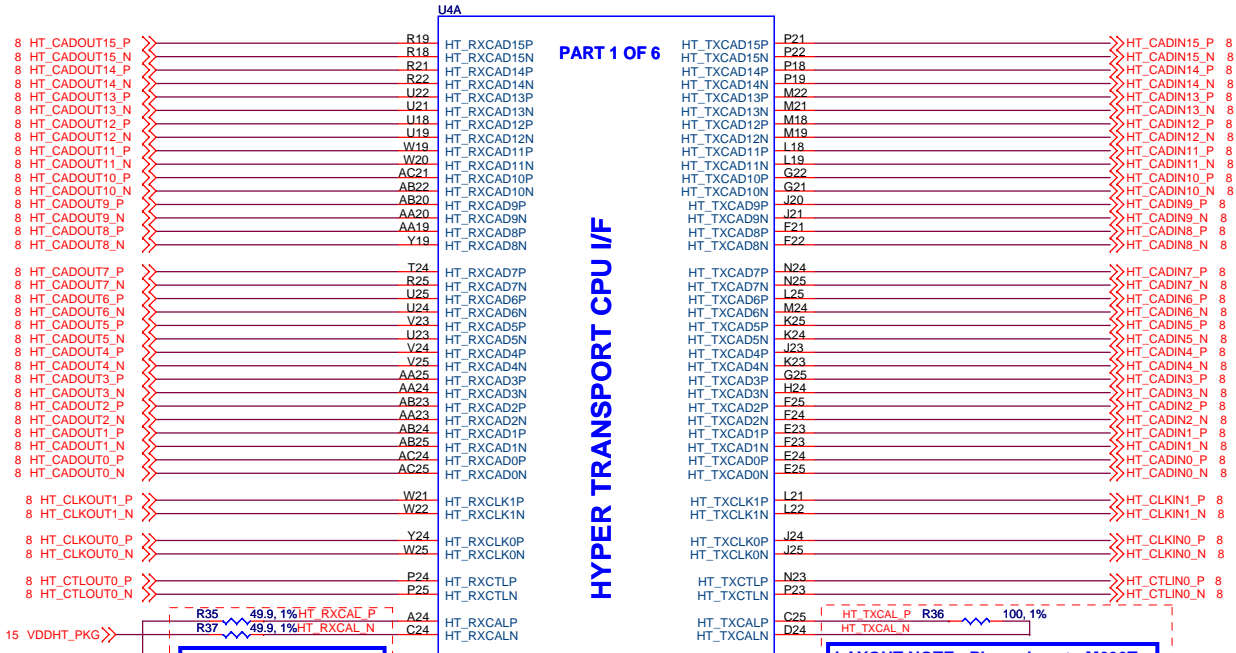 U4A
PART 1 OF 6
HYPER TRANSPORT CPU I/F
8 HT_CADOUT15_P R19 HT_RXCAD15P HT_TXCAD15P P21 HT_CADIN15_P 8
8 HT_CADOUT15_N R18 HT_RXCAD15N HT_TXCAD15N P22 HT_CADIN15_N 8
8 HT_CADOUT14_P R21 HT_RXCAD14P HT_TXCAD14P P18 HT_CADIN14_P 8
8 HT_CADOUT14_N R22 HT_RXCAD14N HT_TXCAD14N P19 HT_CADIN14_N 8
8 HT_CADOUT13_P U22 HT_RXCAD13P HT_TXCAD13P M22 HT_CADIN13_P 8
8 HT_CADOUT13_N U21 HT_RXCAD13N HT_TXCAD13N M21 HT_CADIN13_N 8
8 HT_CADOUT12_P U18 HT_RXCAD12P HT_TXCAD12P M18 HT_CADIN12_P 8
8 HT_CADOUT12_N U19 HT_RXCAD12N HT_TXCAD12N M19 HT_CADIN12_N 8
8 HT_CADOUT11_P W19 HT_RXCAD11P HT_TXCAD11P L18 HT_CADIN11_P 8
8 HT_CADOUT11_N W20 HT_RXCAD11N HT_TXCAD11N L19 HT_CADIN11_N 8
8 HT_CADOUT10_P AC21 HT_RXCAD10P HT_TXCAD10P G22 HT_CADIN10_P 8
8 HT_CADOUT10_N AB22 HT_RXCAD10N HT_TXCAD10N G21 HT_CADIN10_N 8
8 HT_CADOUT9_P AB20 HT_RXCAD9P HT_TXCAD9P J20 HT_CADIN9_P 8
8 HT_CADOUT9_N AA20 HT_RXCAD9N HT_TXCAD9N J21 HT_CADIN9_N 8
8 HT_CADOUT8_P AA19 HT_RXCAD8P HT_TXCAD8P F21 HT_CADIN8_P 8
8 HT_CADOUT8_N Y19 HT_RXCAD8N HT_TXCAD8N F22 HT_CADIN8_N 8
8 HT_CADOUT7_P T24 HT_RXCAD7P HT_TXCAD7P N24 HT_CADIN7_P 8
8 HT_CADOUT7_N R25 HT_RXCAD7N HT_TXCAD7N N25 HT_CADIN7_N 8
8 HT_CADOUT6_P U25 HT_RXCAD6P HT_TXCAD6P L25 HT_CADIN6_P 8
8 HT_CADOUT6_N U24 HT_RXCAD6N HT_TXCAD6N M24 HT_CADIN6_N 8
8 HT_CADOUT5_P V23 HT_RXCAD5P HT_TXCAD5P K25 HT_CADIN5_P 8
8 HT_CADOUT5_N U23 HT_RXCAD5N HT_TXCAD5N K24 HT_CADIN5_N 8
8 HT_CADOUT4_P V24 HT_RXCAD4P HT_TXCAD4P J23 HT_CADIN4_P 8
8 HT_CADOUT4_N V25 HT_RXCAD4N HT_TXCAD4N K23 HT_CADIN4_N 8
8 HT_CADOUT3_P AA25 HT_RXCAD3P HT_TXCAD3P G25 HT_CADIN3_P 8
8 HT_CADOUT3_N AA24 HT_RXCAD3N HT_TXCAD3N H24 HT_CADIN3_N 8
8 HT_CADOUT2_P AB23 HT_RXCAD2P HT_TXCAD2P F25 HT_CADIN2_P 8
8 HT_CADOUT2_N AA23 HT_RXCAD2N HT_TXCAD2N F24 HT_CADIN2_N 8
8 HT_CADOUT1_P AB24 HT_RXCAD1P HT_TXCAD1P E23 HT_CADIN1_P 8
8 HT_CADOUT1_N AB25 HT_RXCAD1N HT_TXCAD1N F23 HT_CADIN1_N 8
8 HT_CADOUT0_P AC24 HT_RXCAD0P HT_TXCAD0P E24 HT_CADIN0_P 8
8 HT_CADOUT0_N AC25 HT_RXCAD0N HT_TXCAD0N E25 HT_CADIN0_N 8
8 HT_CLKOUT1_P W21 HT_RXCLK1P HT_TXCLK1P L21 HT_CLKIN1_P 8
8 HT_CLKOUT1_N W22 HT_RXCLK1N HT_TXCLK1N L22 HT_CLKIN1_N 8
8 HT_CLKOUT0_P Y24 HT_RXCLK0P HT_TXCLK0P J24 HT_CLKIN0_P 8
8 HT_CLKOUT0_N W25 HT_RXCLK0N HT_TXCLK0N J25 HT_CLKIN0_N 8
8 HT_CTLOUT0_P P24 HT_RXCTLP HT_TXCTLP N23 HT_CTLIN0_P 8
8 HT_CTLOUT0_N P25 HT_RXCTLN HT_TXCTLN P23 HT_CTLIN0_N 8
R35 49.9, 1% HT_RXCAL_P A24 HT_RXCALP HT_TXCALP C25 HT_TXCAL_P R36 100, 1%
15 VDDHT_PKG R37 49.9, 1% HT_RXCAL_N C24 HT_RXCALN HT_TXCALN D24 HT_TXCAL_N